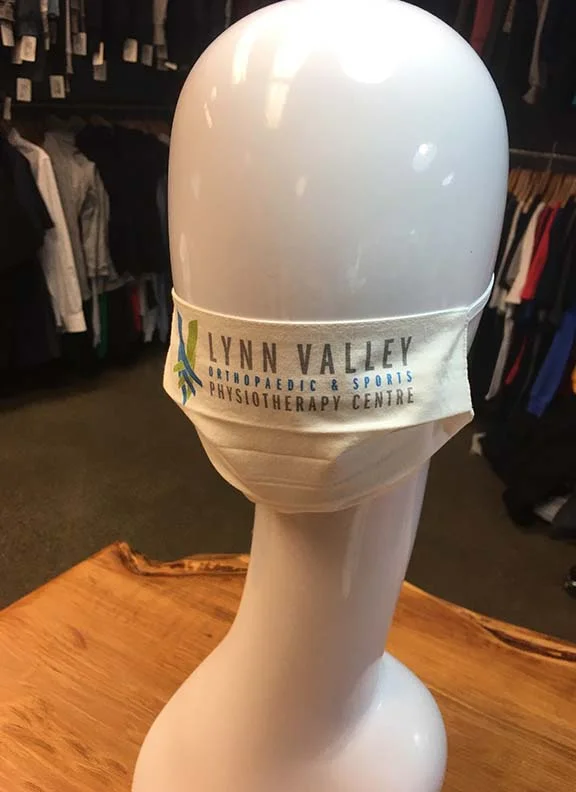 LYNN VALLEY
ORTHOPAEDIC & SPORTS
PHYSIOTHERAPY CENTRE